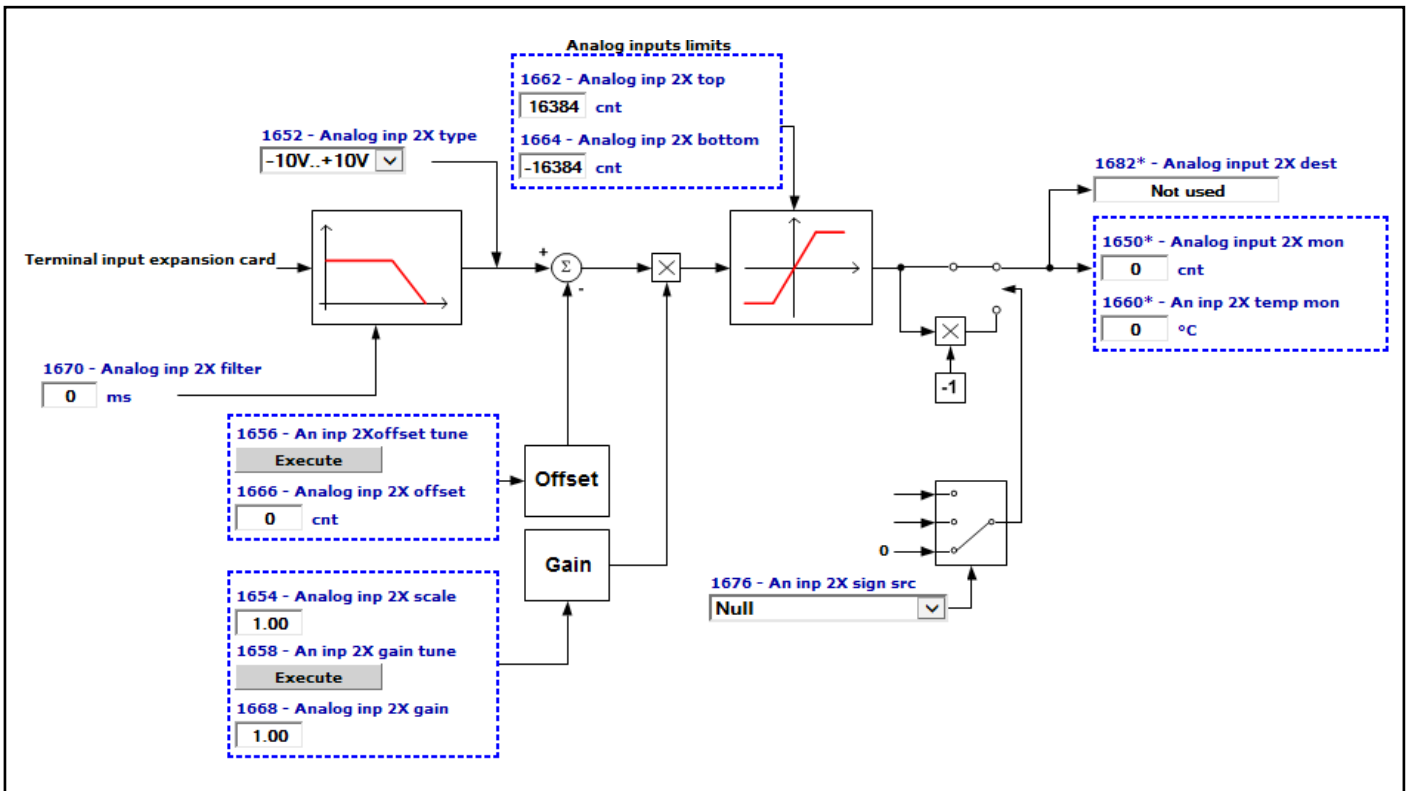 Analog inputs limits
1662 - Analog inp 2X top
16384 cnt
1664 - Analog inp 2X bottom
-16384 cnt
1652 - Analog inp 2X type
-10V..+10V
1682* - Analog input 2X dest
Not used
1650* - Analog input 2X mon
0 cnt
1660* - An inp 2X temp mon
0 °C
Terminal input expansion card
+
Σ
-
-1
1670 - Analog inp 2X filter
0 ms
1656 - An inp 2Xoffset tune
Execute
1666 - Analog inp 2X offset
0 cnt
Offset
Gain
1654 - Analog inp 2X scale
1.00
1658 - An inp 2X gain tune
Execute
1668 - Analog inp 2X gain
1.00
0
1676 - An inp 2X sign src
Null